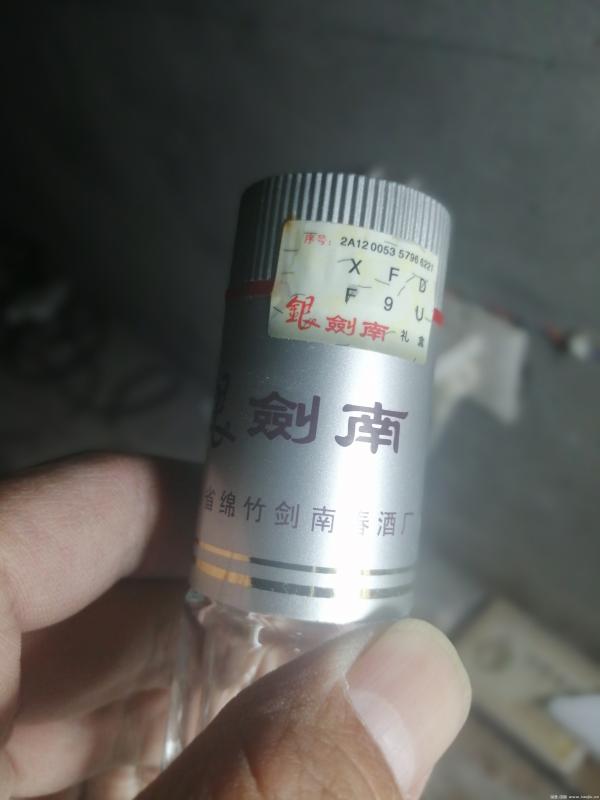 序号: 2A12 0053 5796 6221
X F D
F 9 U
銀劍南 礼盒
銀劍南
省绵竹剑南春酒厂